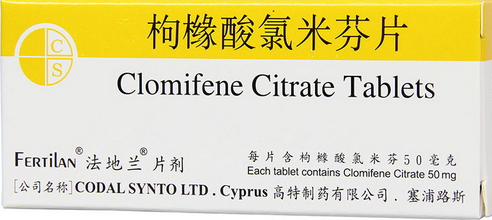 枸橼酸氯米芬片
C S
Clomifene Citrate Tablets
FERTILAN® 法地兰® 片剂
每片含枸橼酸氯米芬50毫克
Each tablet contains Clomifene Citrate 50 mg
[公司名称] CODAL SYNTO LTD . Cyprus 高特制药有限公司 . 塞浦路斯